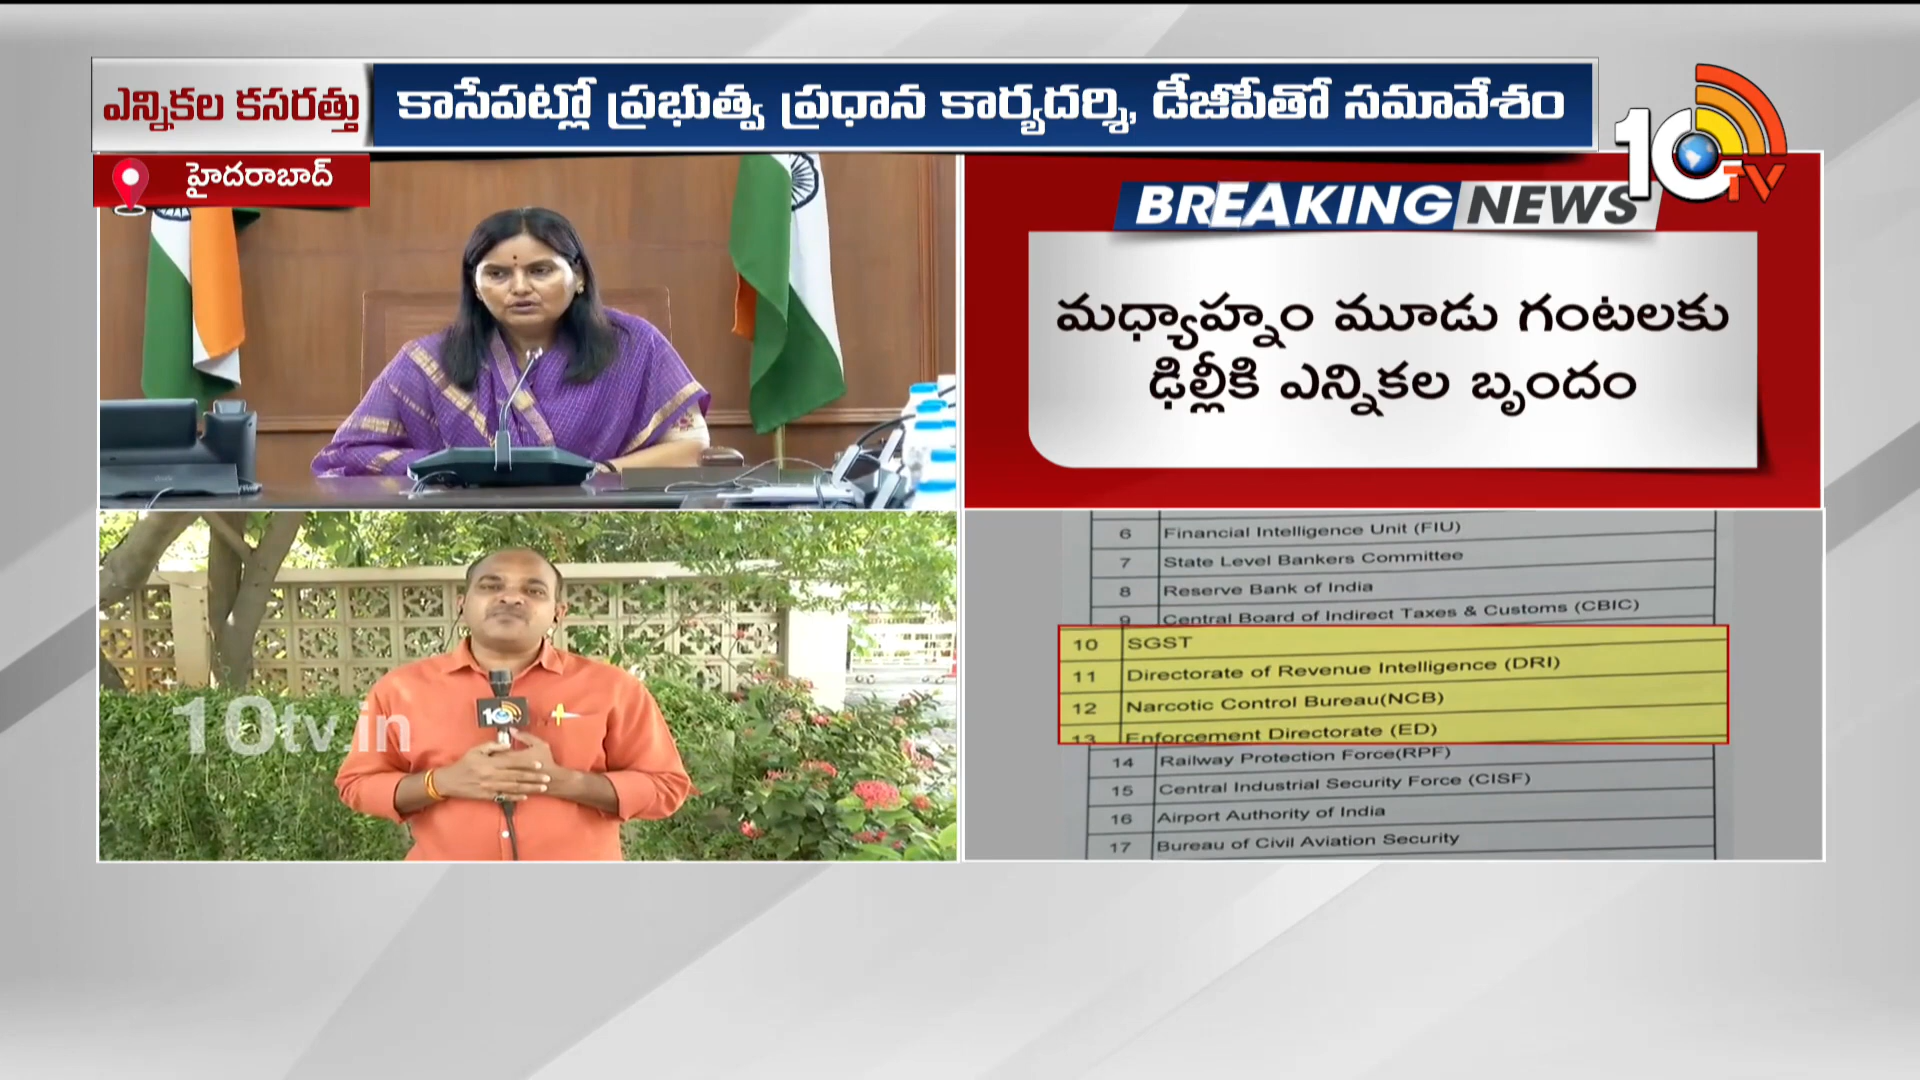 ఎన్నికల కసరత్తు
కాసేపట్లో ప్రభుత్వ ప్రధాన కార్యదర్శి, డీజీపీతో సమావేశం
10TV
హైదరాబాద్
BREAKING NEWS
మధ్యాహ్నం మూడు గంటలకు
ఢిల్లీకి ఎన్నికల బృందం
10tv.in
10
6 Financial Intelligence Unit (FIU)
7 State Level Bankers Committee
8 Reserve Bank of India
9 Central Board of Indirect Taxes & Customs (CBIC)
10 SGST
11 Directorate of Revenue Intelligence (DRI)
12 Narcotic Control Bureau(NCB)
13 Enforcement Directorate (ED)
14 Railway Protection Force(RPF)
15 Central Industrial Security Force (CISF)
16 Airport Authority of India
17 Bureau of Civil Aviation Security